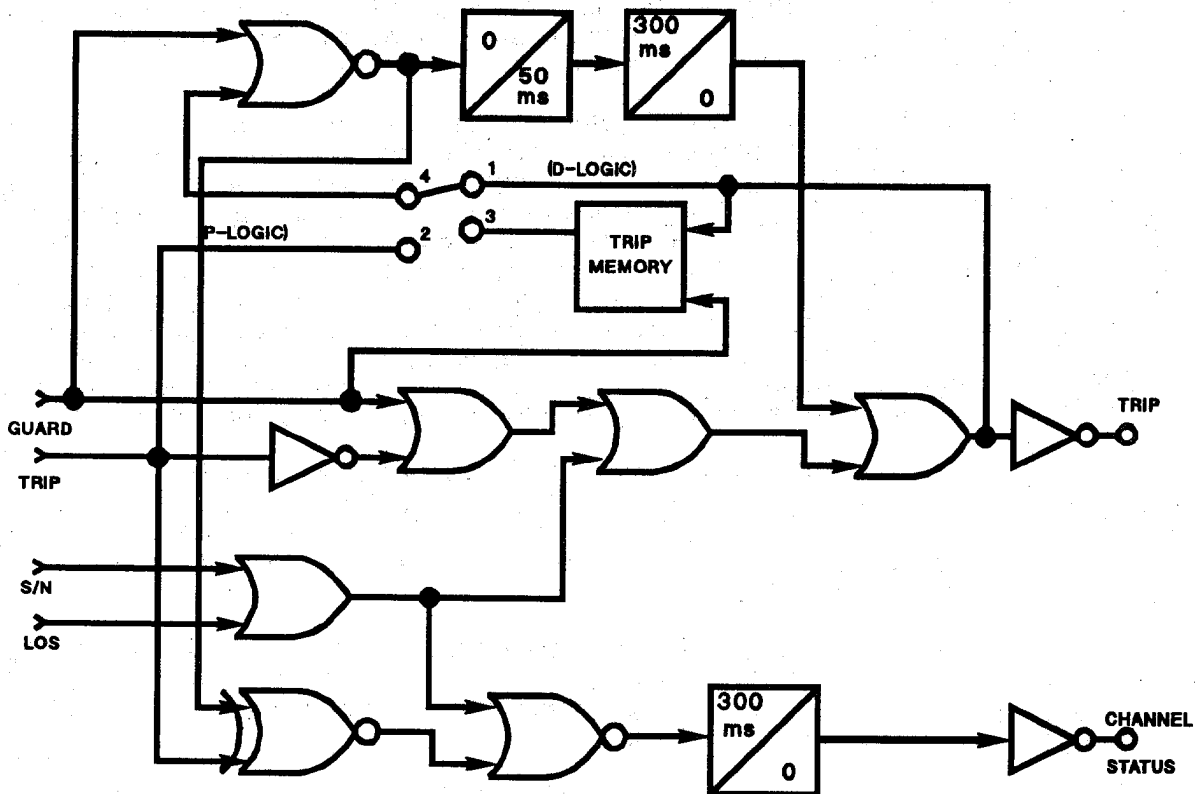 0
50
ms
300
ms
0
4
1
(D-LOGIC)
3
P-LOGIC)
2
TRIP
MEMORY
GUARD
TRIP
TRIP
S/N
LOS
300
ms
0
CHANNEL
STATUS